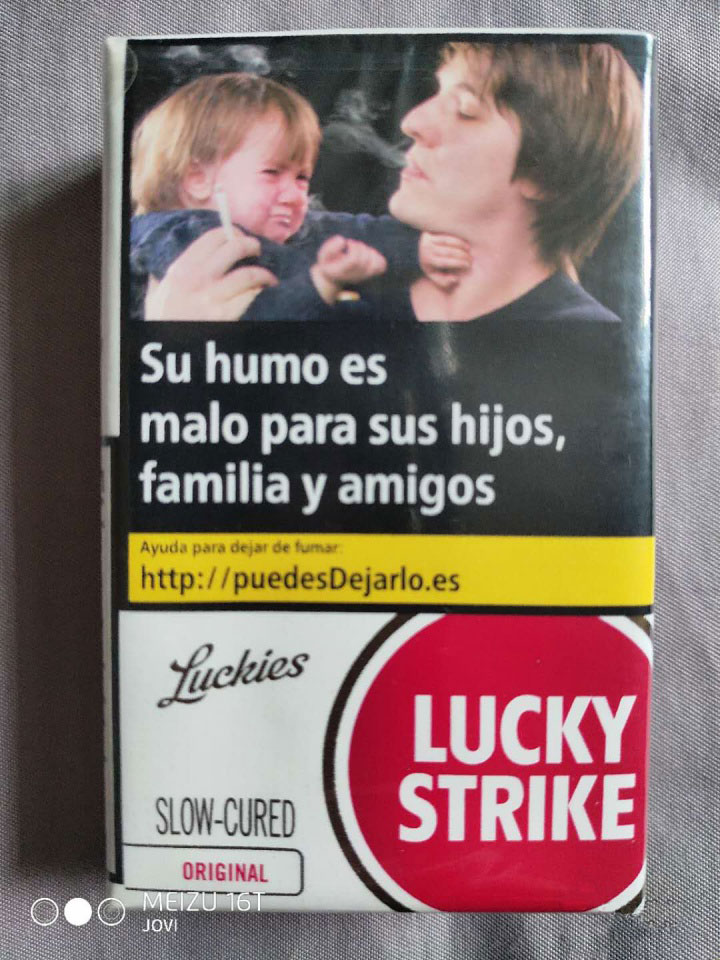 Su humo es
malo para sus hijos,
familia y amigos
Ayuda para dejar de fumar:
http://puedesDejarlo.es
Luckies
LUCKY
STRIKE
SLOW-CURED
ORIGINAL
MEIZU 16T
JOVI